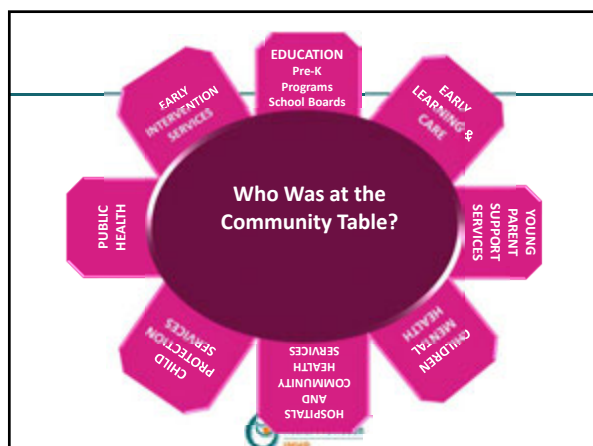 EDUCATION
Pre-K
Programs
School Boards
EARLY
LEARNING &
CARE
YOUNG
PARENT
SUPPORT
SERVICES
CHILDREN
MENTAL
HEALTH
HOSPITALS
AND
COMMUNITY
HEALTH
SERVICES
CHILD
PROTECTION
SERVICES
PUBLIC
HEALTH
EARLY
INTERVENTION
SERVICES
Who Was at the
Community Table?